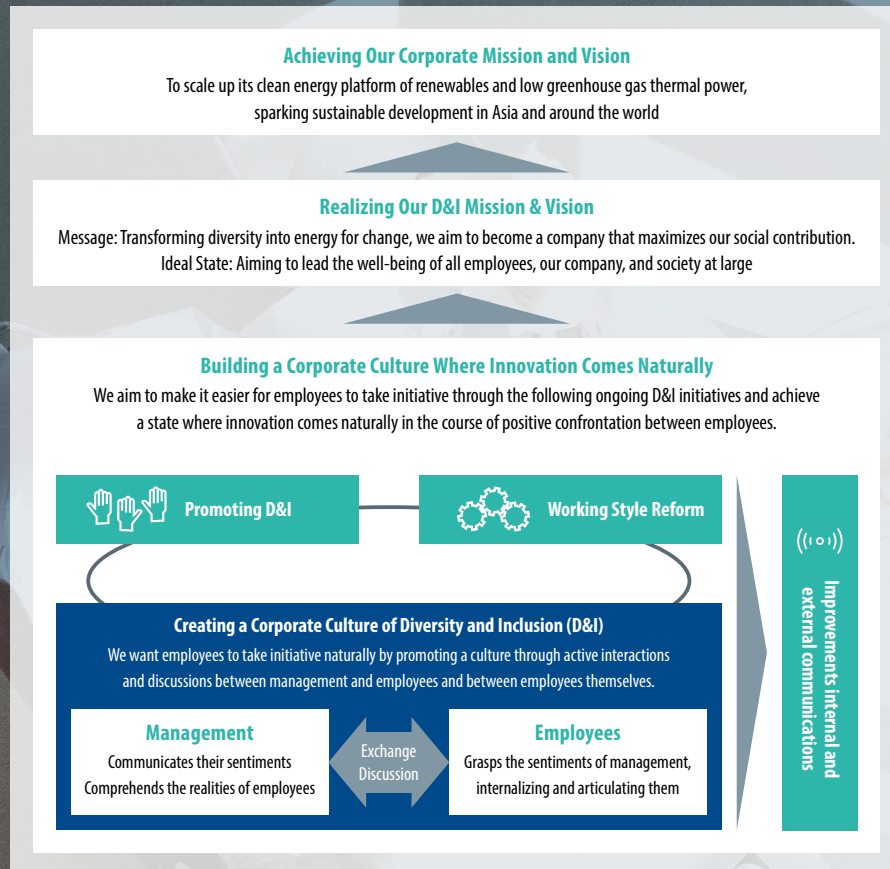 Achieving Our Corporate Mission and Vision
To scale up its clean energy platform of renewables and low greenhouse gas thermal power,
sparking sustainable development in Asia and around the world
Realizing Our D&I Mission & Vision
Message: Transforming diversity into energy for change, we aim to become a company that maximizes our social contribution.
Ideal State: Aiming to lead the well-being of all employees, our company, and society at large
Building a Corporate Culture Where Innovation Comes Naturally
We aim to make it easier for employees to take initiative through the following ongoing D&I initiatives and achieve
a state where innovation comes naturally in the course of positive confrontation between employees.
Promoting D&I
Working Style Reform
Creating a Corporate Culture of Diversity and Inclusion (D&I)
We want employees to take initiative naturally by promoting a culture through active interactions
and discussions between management and employees and between employees themselves.
Management
Communicates their sentiments
Comprehends the realities of employees
Exchange
Discussion
Employees
Grasps the sentiments of management,
internalizing and articulating them
Improvements internal and
external communications